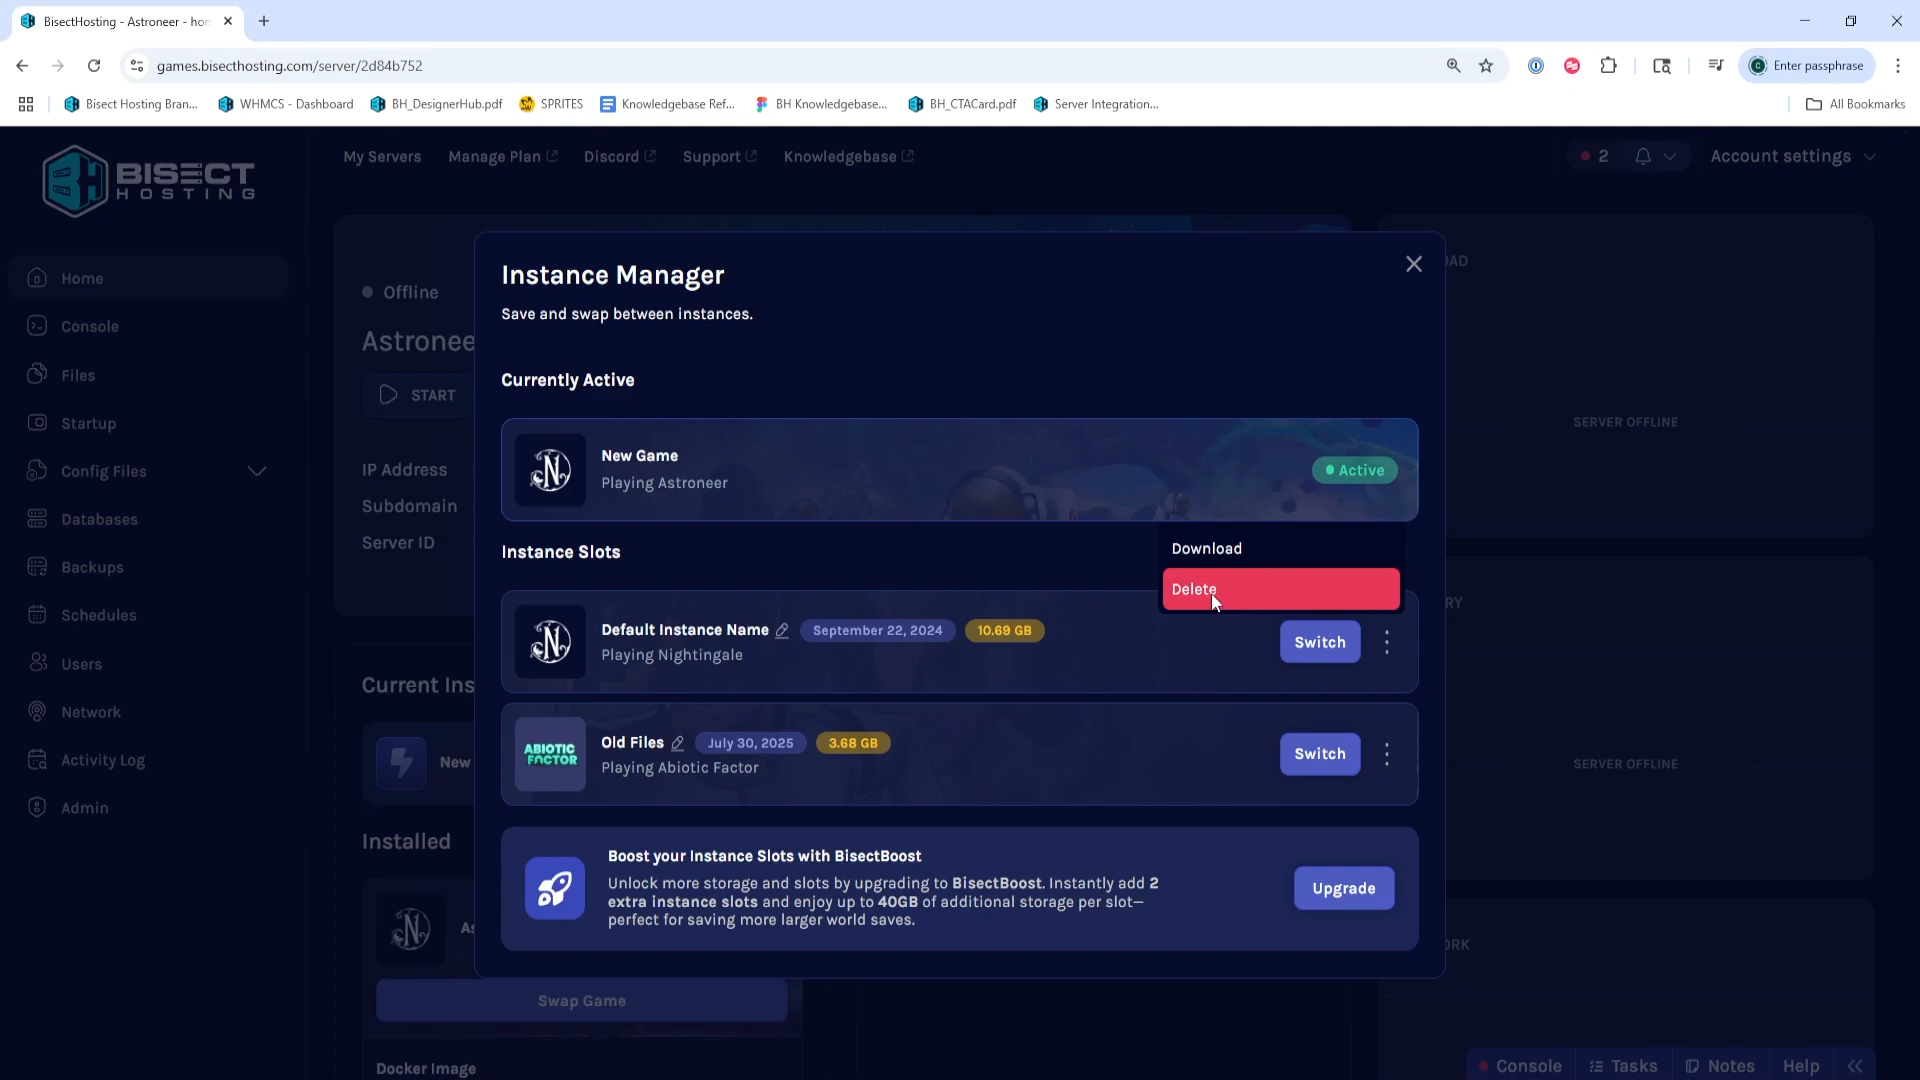 BisectHosting - Astroneer - hon
games.bisecthosting.com/server/2d84b752
Enter passphrase
Bisect Hosting Bran...
WHMCS - Dashboard
BH_DesignerHub.pdf
SPRITES
Knowledgebase Ref...
BH Knowledgebase...
BH_CTACard.pdf
Server Integration...
All Bookmarks
BISECT
HOSTING
My Servers
Manage Plan
Discord
Support
Knowledgebase
2
Account settings
Home
Console
Files
Startup
Config Files
Databases
Backups
Schedules
Users
Network
Activity Log
Admin
Offline
Astronee
START
IP Address
Subdomain
Server ID
Current Ins
New
Installed
As
Swap Game
Docker Image
Instance Manager
Save and swap between instances.
Currently Active
New Game
Playing Astroneer
Active
Instance Slots
Download
Delete
Default Instance Name
September 22, 2024
10.69 GB
Playing Nightingale
Switch
ABIOTIC
FACTOR
Old Files
July 30, 2025
3.68 GB
Playing Abiotic Factor
Switch
Boost your Instance Slots with BisectBoost
Unlock more storage and slots by upgrading to BisectBoost. Instantly add 2
extra instance slots and enjoy up to 40GB of additional storage per slot—
perfect for saving more larger world saves.
Upgrade
OAD
SERVER OFFLINE
RY
SERVER OFFLINE
ORK
Console
Tasks
Notes
Help